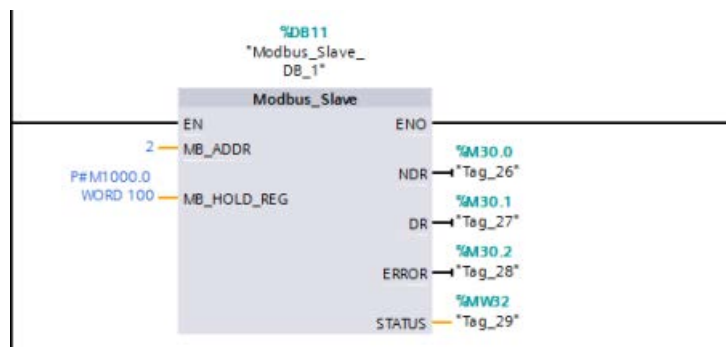 %DB11
"Modbus_Slave_
DB_1"
Modbus_Slave
EN ENO
2 MB_ADDR
%M30.0
NDR "Tag_26"
P#M1000.0
WORD 100 MB_HOLD_REG
%M30.1
DR "Tag_27"
%M30.2
ERROR "Tag_28"
%MW32
STATUS "Tag_29"